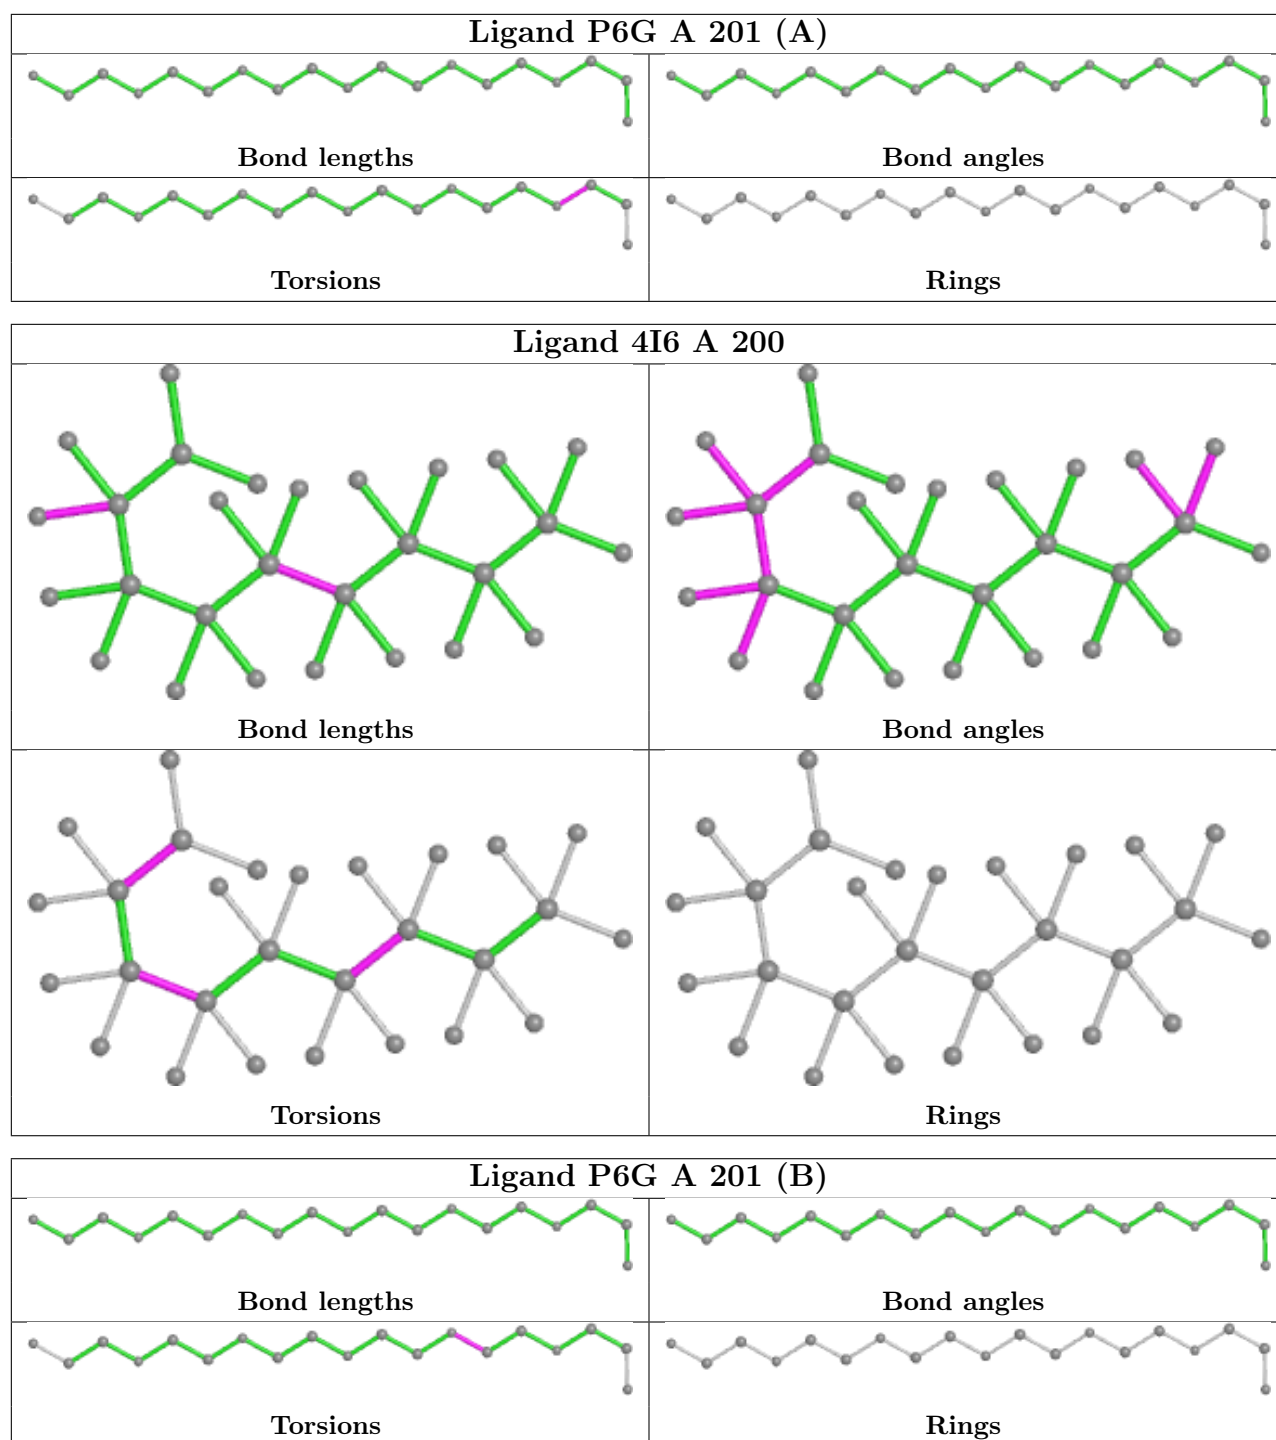 Ligand P6G A 201 (A)
Bond lengths
Bond angles
Torsions
Rings
Ligand 4I6 A 200
Bond lengths
Bond angles
Torsions
Rings
Ligand P6G A 201 (B)
Bond lengths
Bond angles
Torsions
Rings